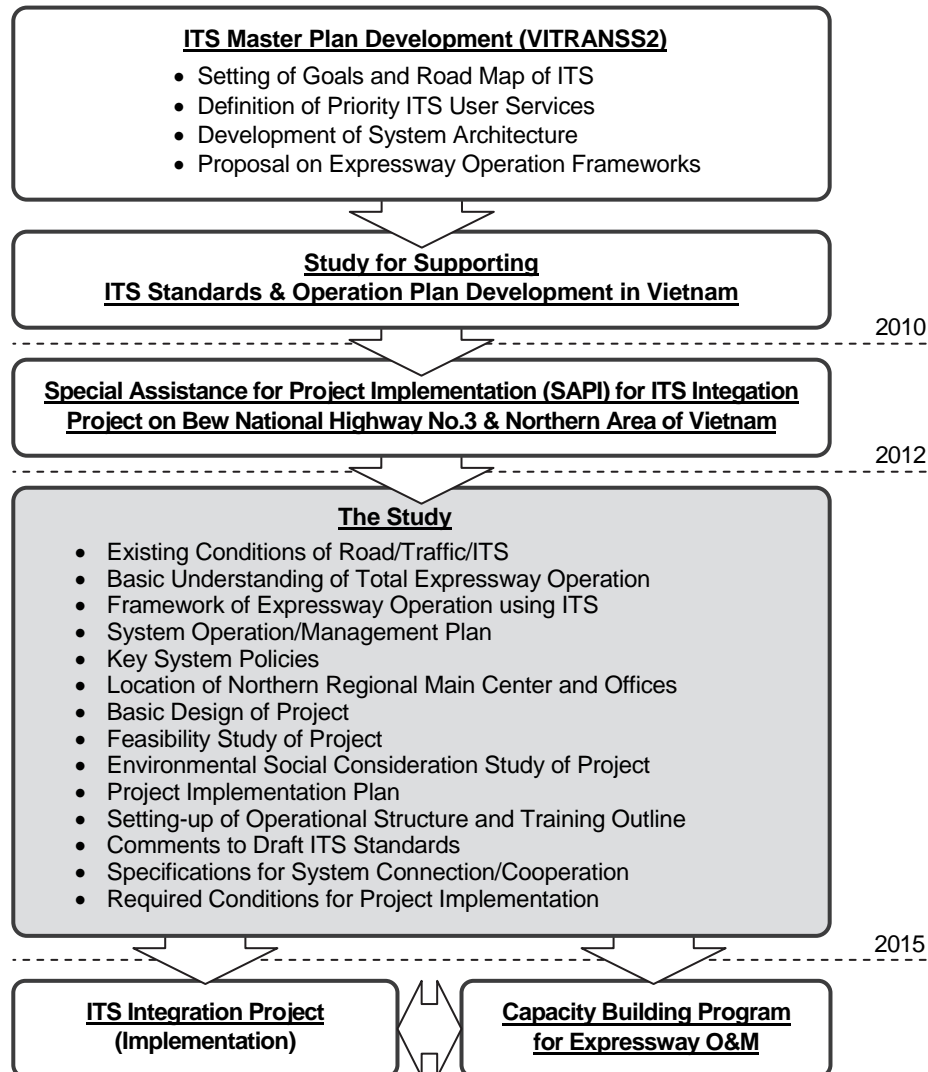 ITS Master Plan Development (VITRANSS2)
• Setting of Goals and Road Map of ITS
• Definition of Priority ITS User Services
• Development of System Architecture
• Proposal on Expressway Operation Frameworks
Study for Supporting
ITS Standards & Operation Plan Development in Vietnam
2010
Special Assistance for Project Implementation (SAPI) for ITS Integation
Project on Bew National Highway No.3 & Northern Area of Vietnam
2012
The Study
• Existing Conditions of Road/Traffic/ITS
• Basic Understanding of Total Expressway Operation
• Framework of Expressway Operation using ITS
• System Operation/Management Plan
• Key System Policies
• Location of Northern Regional Main Center and Offices
• Basic Design of Project
• Feasibility Study of Project
• Environmental Social Consideration Study of Project
• Project Implementation Plan
• Setting-up of Operational Structure and Training Outline
• Comments to Draft ITS Standards
• Specifications for System Connection/Cooperation
• Required Conditions for Project Implementation
2015
ITS Integration Project
(Implementation)
Capacity Building Program
for Expressway O&M